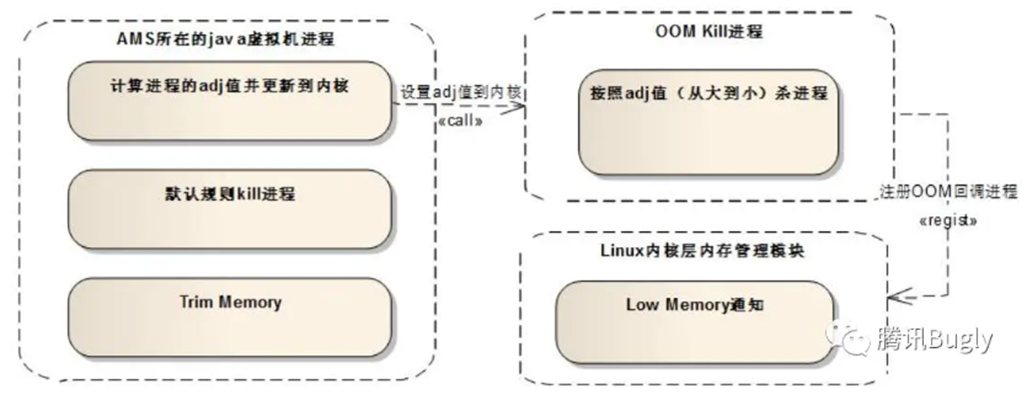 AMS所在的java虚拟机进程
计算进程的adj值并更新到内核
默认规则kill进程
Trim Memory
设置adj值到内核
«call»
OOM Kill进程
按照adj值（从大到小）杀进程
注册OOM回调进程
«regist»
Linux内核层内存管理模块
Low Memory通知
腾讯Bugly